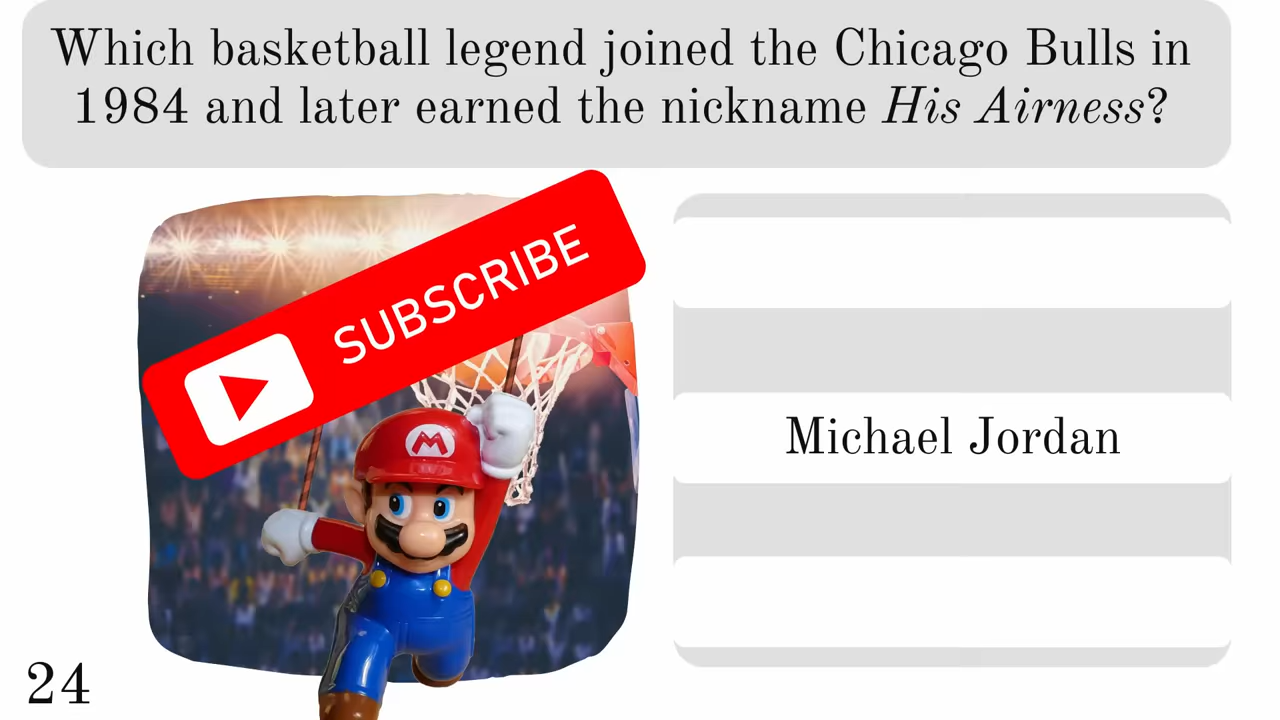 Which basketball legend joined the Chicago Bulls in
1984 and later earned the nickname His Airness?
SUBSCRIBE
M
Michael Jordan
24